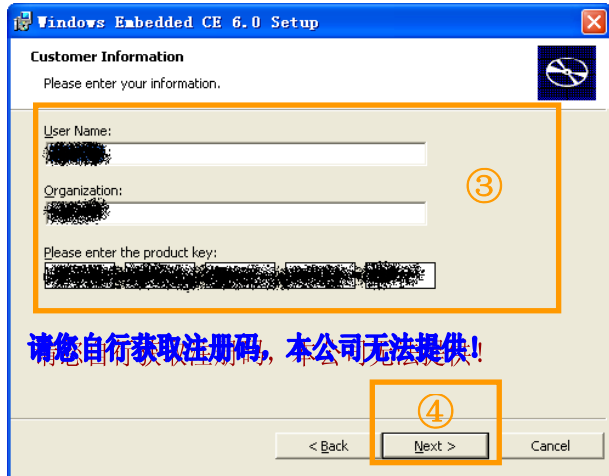 Windows Embedded CE 6.0 Setup
Customer Information
Please enter your information.
User Name:
③
Organization:
Please enter the product key:
请您自行获取注册码，本公司无法提供！
④
< Back
Next >
Cancel